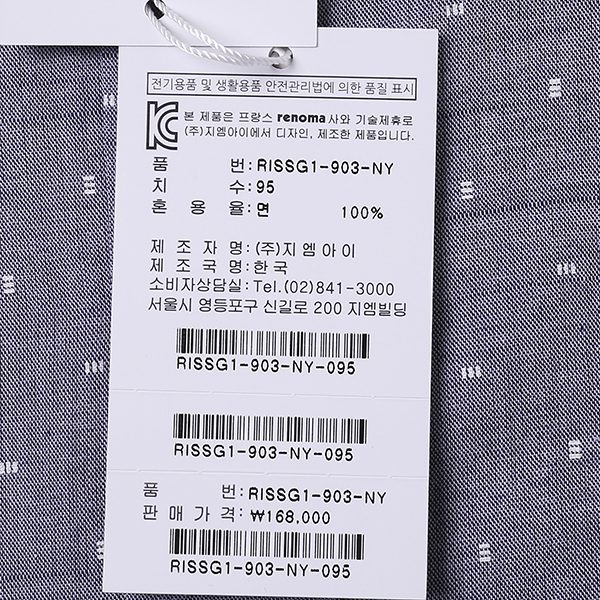 전기용품 및 생활용품 안전관리법에 의한 품질 표시
본 제품은 프랑스 renoma 사와 기술제휴로
(주)지엠아이에서 디자인, 제조한 제품입니다.
품 번: RISSG1-903-NY
치 수: 95
혼 용 율: 면 100%
제 조 자 명: (주)지엠아이
제 조 국 명: 한국
소비자상담실: Tel.(02)841-3000
서울시 영등포구 신길로 200 지엠빌딩
RISSG1-903-NY-095
RISSG1-903-NY-095
품 번: RISSG1-903-NY
판 매 가 격: ₩168,000
RISSG1-903-NY-095